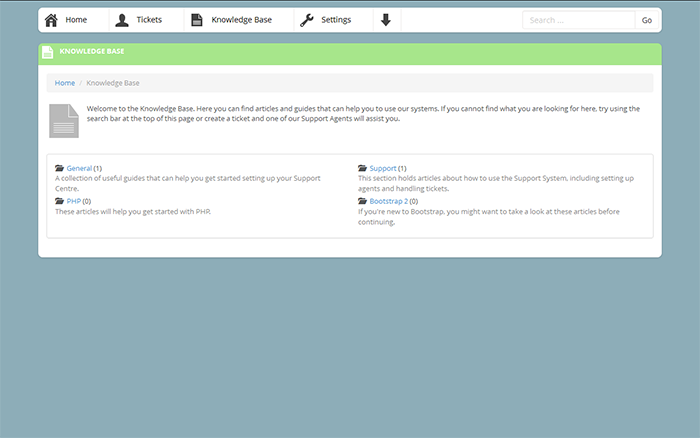 Home Tickets Knowledge Base Settings Search ... Go
KNOWLEDGE BASE
Home / Knowledge Base
Welcome to the Knowledge Base. Here you can find articles and guides that can help you to use our systems. If you cannot find what you are looking for here, try using the
search bar at the top of this page or create a ticket and one of our Support Agents will assist you.
General (1)
A collection of useful guides that can help you get started setting up your Support
Centre.
Support (1)
This section holds articles about how to use the Support System, including setting up
agents and handling tickets.
PHP (0)
These articles will help you get started with PHP.
Bootstrap 2 (0)
If you're new to Bootstrap, you might want to take a look at these articles before
continuing.